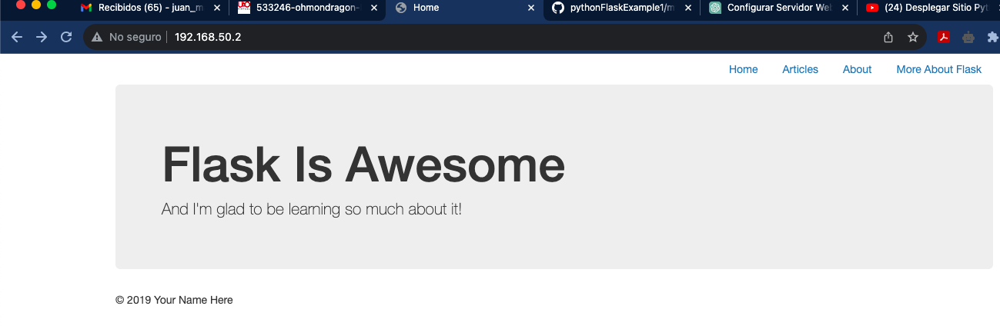 Recibidos (65) - juan_m
533246-ohmondragon-
Home
pythonFlaskExample1/m
Configurar Servidor Web
(24) Desplegar Sitio Pyt
No seguro
192.168.50.2
Home Articles About More About Flask
Flask Is Awesome
And I'm glad to be learning so much about it!
© 2019 Your Name Here